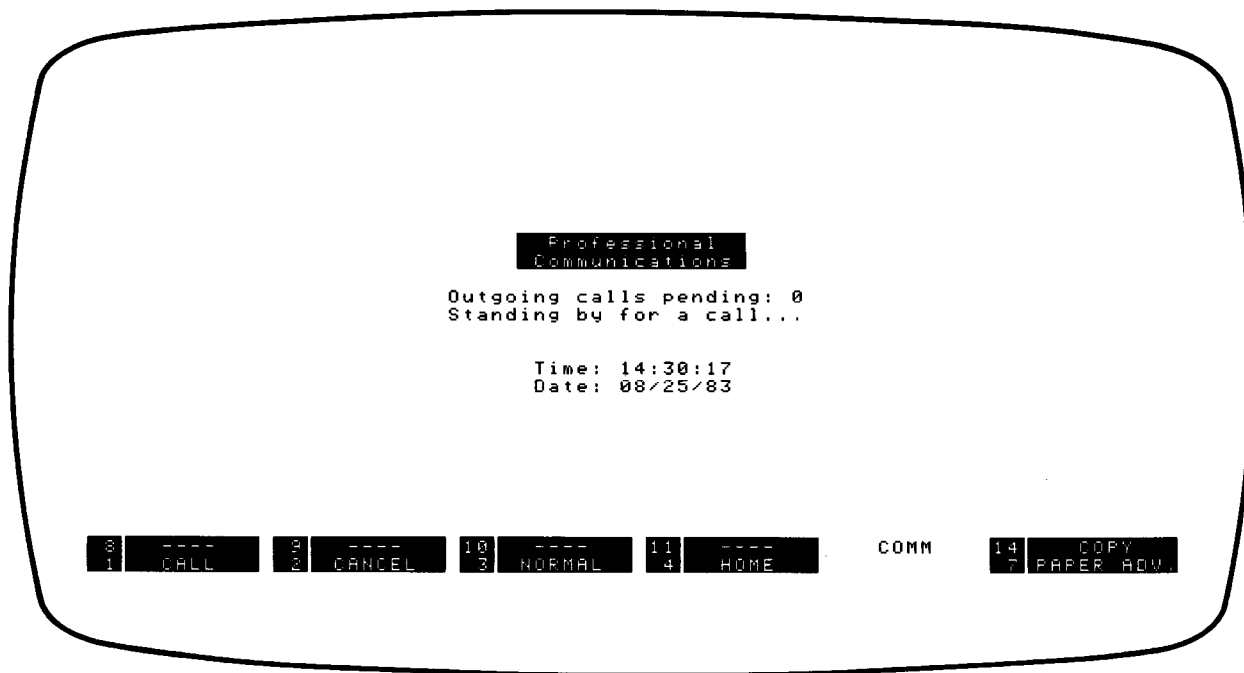 Professional
Communications
Outgoing calls pending: 0
Standing by for a call...
Time: 14:30:17
Date: 08/25/83
8 ---- 9 ---- 10 ---- 11 ---- COMM 14 COPY
1 CALL 2 CANCEL 3 NORMAL 4 HOME 7 PAPER ADV.